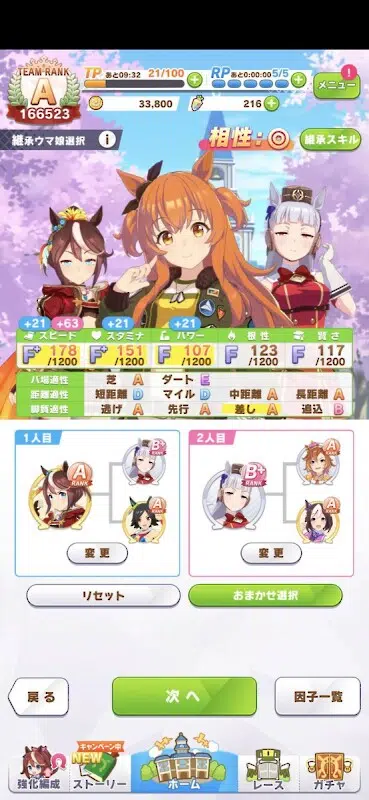 TEAM RANK
A
166523
TP あと09:32 21/100
RP あと0:00:00 5/5
メニュー
33,800
216
継承ウマ娘選択 i
相性:◎
継承スキル
+21 +63 +21 +21
スピード スタミナ パワー 根性 賢さ
F+ 178/1200 F+ 151/1200 F 107/1200 F 123/1200 F 117/1200
バ場適性 芝 A ダート E
距離適性 短距離 D マイル D 中距離 A 長距離 A
脚質適性 逃げ A 先行 A 差し A 追込 B
1人目
A RANK
B+ RANK
A RANK
変更
2人目
B+ RANK
A RANK
A RANK
変更
リセット
おまかせ選択
戻る
次へ
因子一覧
キャンペーン中
NEW
強化編成
ストーリー
ホーム
レース
ガチャ